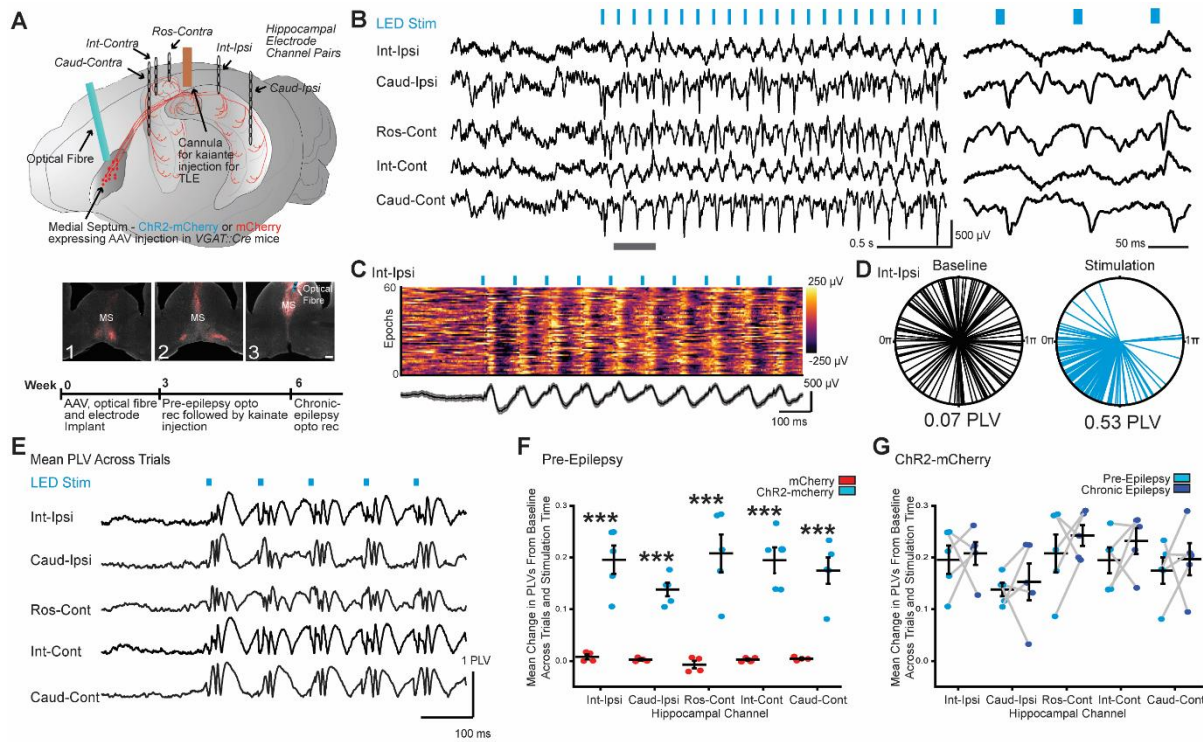 A
Int-Contra
Caud-Contra
Ros-Contra
Int-Ipsi
Hippocampal
Electrode
Channel
Pairs
Caud-Ipsi
Optical Fibre
Cannula
for kaiante
injection for
TLE
Medial Septum - ChR2-mCherry or mCherry
expressing AAV injection in VGAT::Cre mice
MS
1
MS
2
Optical
Fibre
MS
3
Week
0
3
6
AAV, optical fibre
and electrode
Implant
Pre-epilepsy opto
rec followed by kainate
injection
Chronic-
epilepsy
opto rec
B
LED Stim
Int-Ipsi
Caud-Ipsi
Ros-Cont
Int-Cont
Caud-Cont
0.5 s
500 µV
50 ms
C
Int-Ipsi
60
Epochs
0
250 µV
-250 µV
500 µV
100 ms
D
Int-Ipsi
Baseline
Stimulation
0π
1π
0π
1π
0.07 PLV
0.53 PLV
E
Mean PLV Across Trials
LED Stim
Int-Ipsi
Caud-Ipsi
Ros-Cont
Int-Cont
Caud-Cont
1 PLV
100 ms
F
Pre-Epilepsy
mCherry
ChR2-mcherry
Mean Change in PLVs From Baseline
Across Trials and Stimulation Time
0.3
0.2
0.1
0.0
***
***
***
***
***
Int-Ipsi
Caud-Ipsi
Ros-Cont
Int-Cont
Caud-Cont
Hippocampal Channel
G
ChR2-mCherry
Pre-Epilepsy
Chronic Epilepsy
Mean Change in PLVs From Baseline
Across Trials and Stimulation Time
0.3
0.2
0.1
0.0
Int-Ipsi
Caud-Ipsi
Ros-Cont
Int-Cont
Caud-Cont
Hippocampal Channel